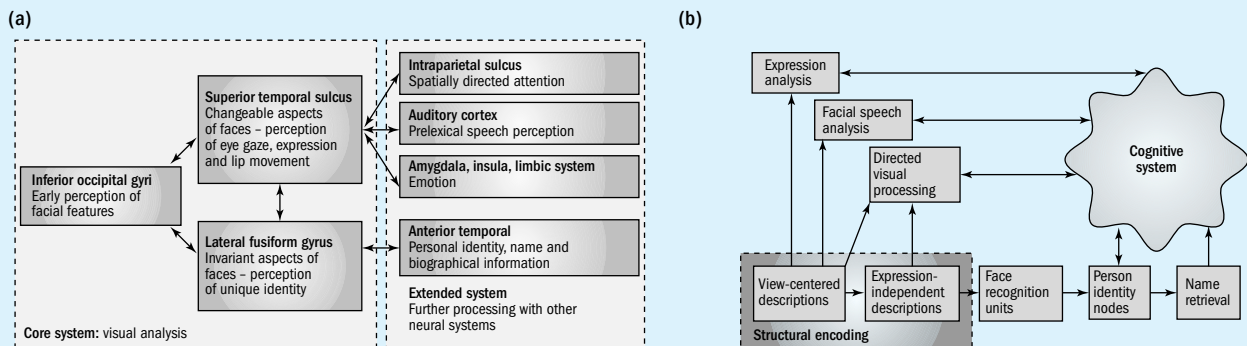 (a)
Inferior occipital gyri
Early perception of
facial features
Superior temporal sulcus
Changeable aspects
of faces – perception
of eye gaze, expression
and lip movement
Lateral fusiform gyrus
Invariant aspects of
faces – perception
of unique identity
Core system: visual analysis
Intraparietal sulcus
Spatially directed attention
Auditory cortex
Prelexical speech perception
Amygdala, insula, limbic system
Emotion
Anterior temporal
Personal identity, name and
biographical information
Extended system
Further processing with other
neural systems
(b)
Expression
analysis
Facial speech
analysis
Directed
visual
processing
Cognitive
system
View-centered
descriptions
Expression-
independent
descriptions
Structural encoding
Face
recognition
units
Person
identity
nodes
Name
retrieval